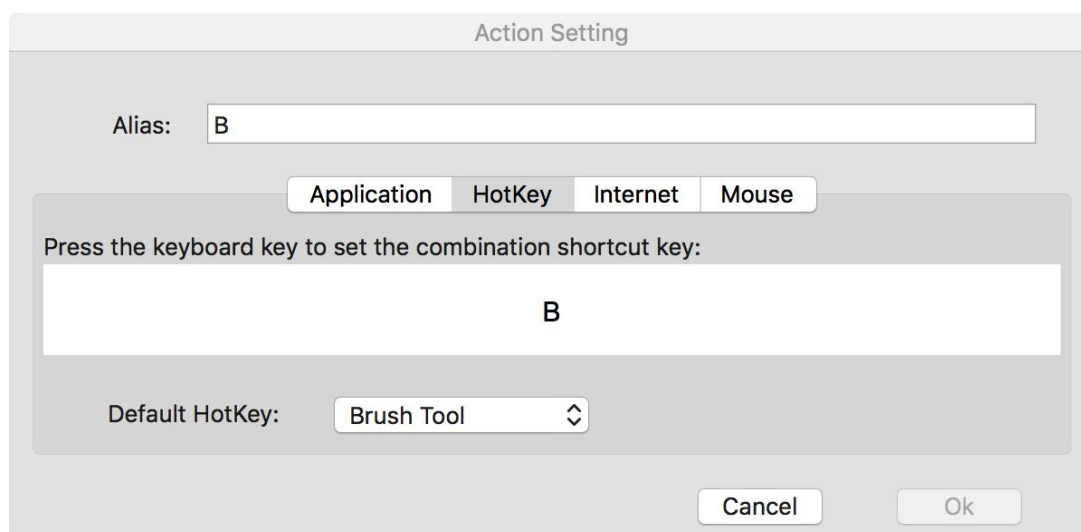 Action Setting
Alias: B
Application HotKey Internet Mouse
Press the keyboard key to set the combination shortcut key:
B
Default HotKey: Brush Tool
Cancel Ok